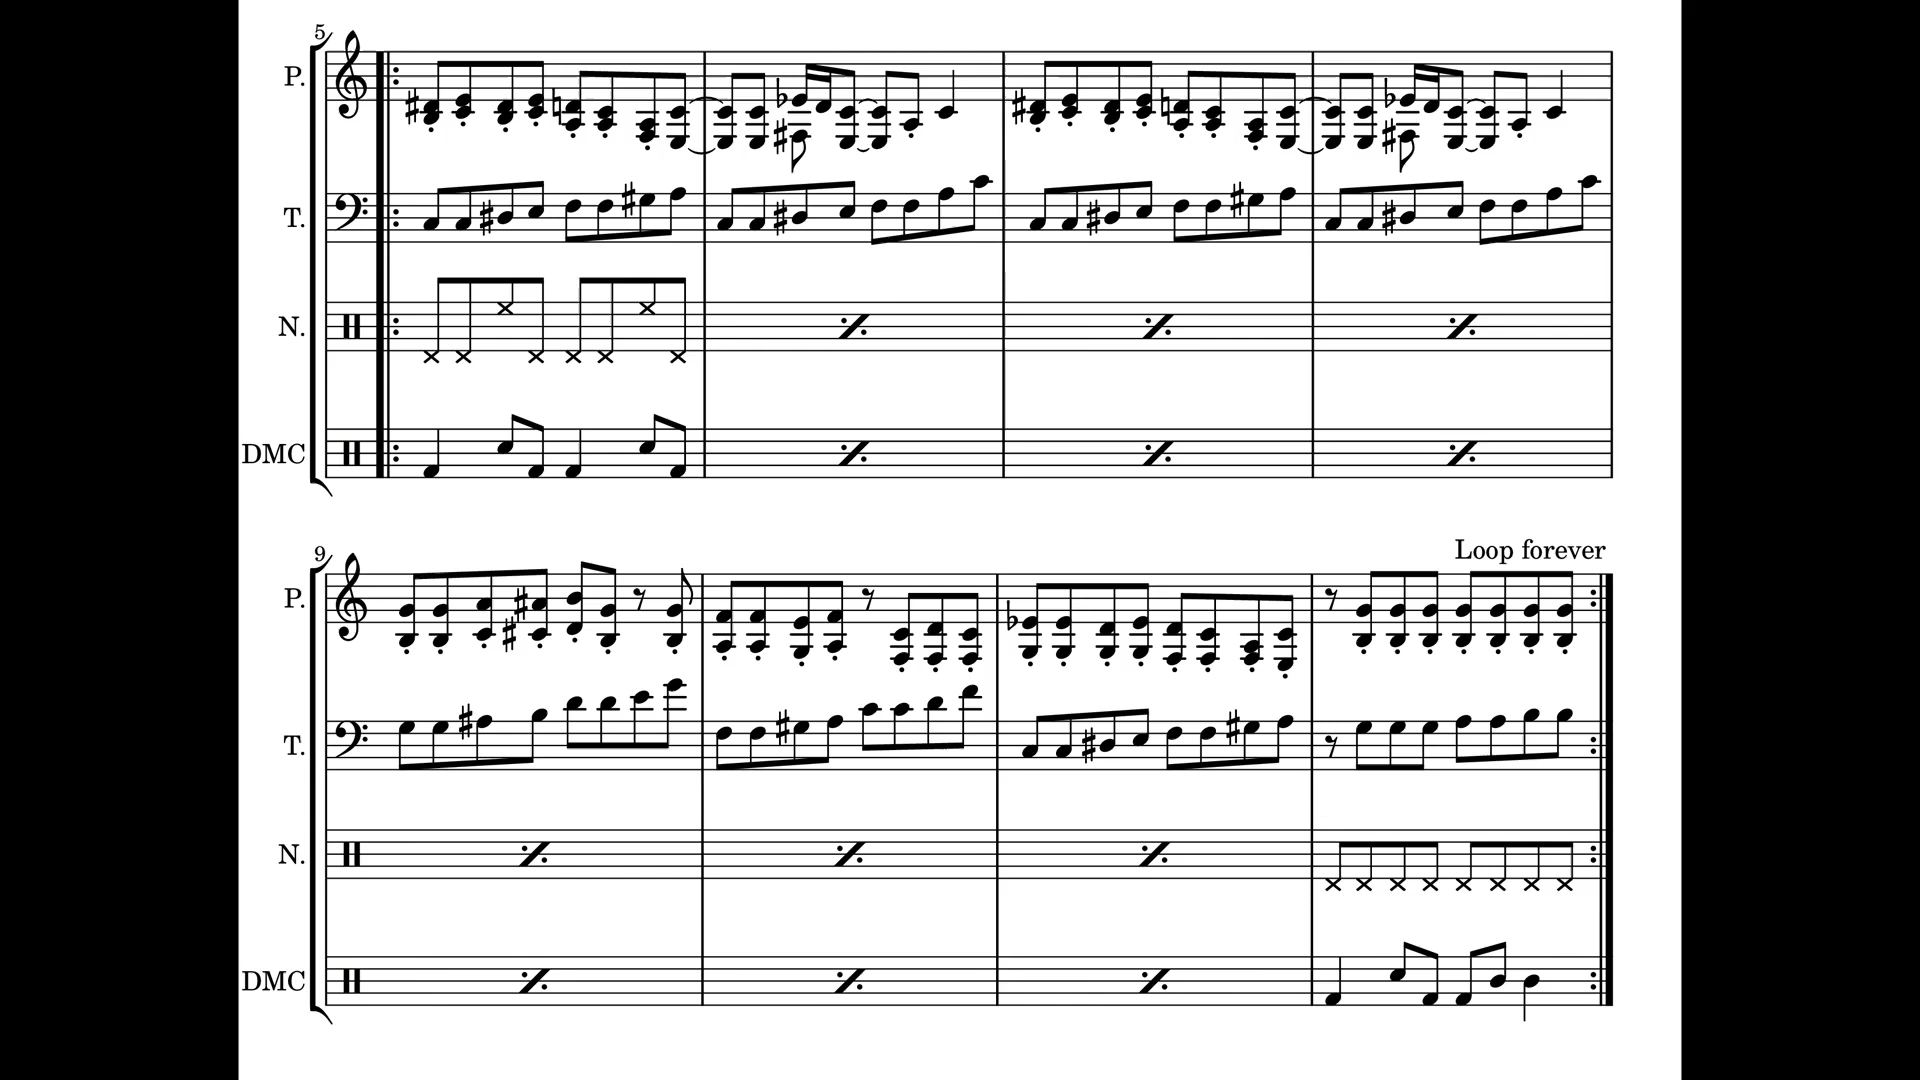 5
P.
T.
N.
DMC
Loop forever
9
P.
T.
N.
DMC